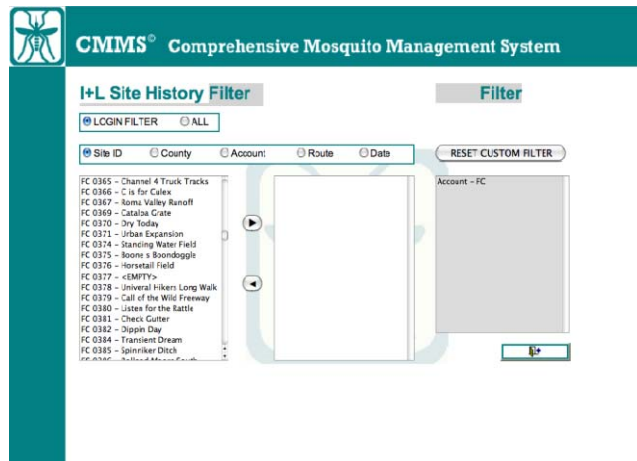 CMMS© Comprehensive Mosquito Management System
I+L Site History Filter
Filter
LOGIN FILTER ALL
Site ID County Account Route Date
RESET CUSTOM FILTER
FC 0365 – Channel 4 Truck Tracks
FC 0366 – C is for Culex
FC 0367 – Roma Valley Ranoff
FC 0369 – Catalpa Grate
FC 0370 – Dry Today
FC 0371 – Urban Expansion
FC 0374 – Standing Water Field
FC 0375 – Boone s Boondoggle
FC 0376 – Horsetail Field
FC 0377 – <EMPTY>
FC 0378 – Univeral Hikers Long Walk
FC 0379 – Call of the Wild Freeway
FC 0380 – Listen for the Rattle
FC 0381 – Check Gutter
FC 0382 – Dippin Day
FC 0384 – Transient Dream
FC 0385 – Spinriker Ditch
Account – FC